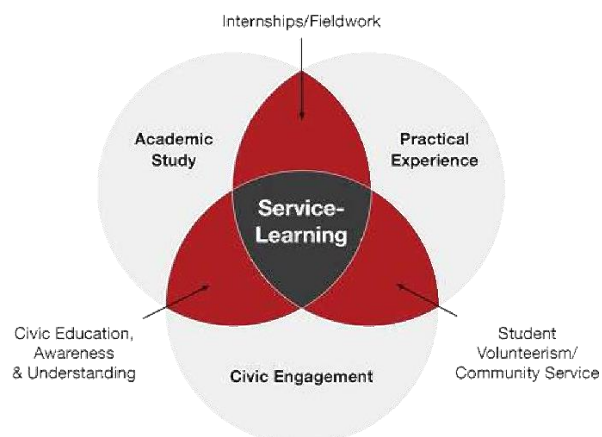 Internships/Fieldwork
Academic
Study
Practical
Experience
Service-
Learning
Civic Education,
Awareness
& Understanding
Student
Volunteerism/
Community Service
Civic Engagement